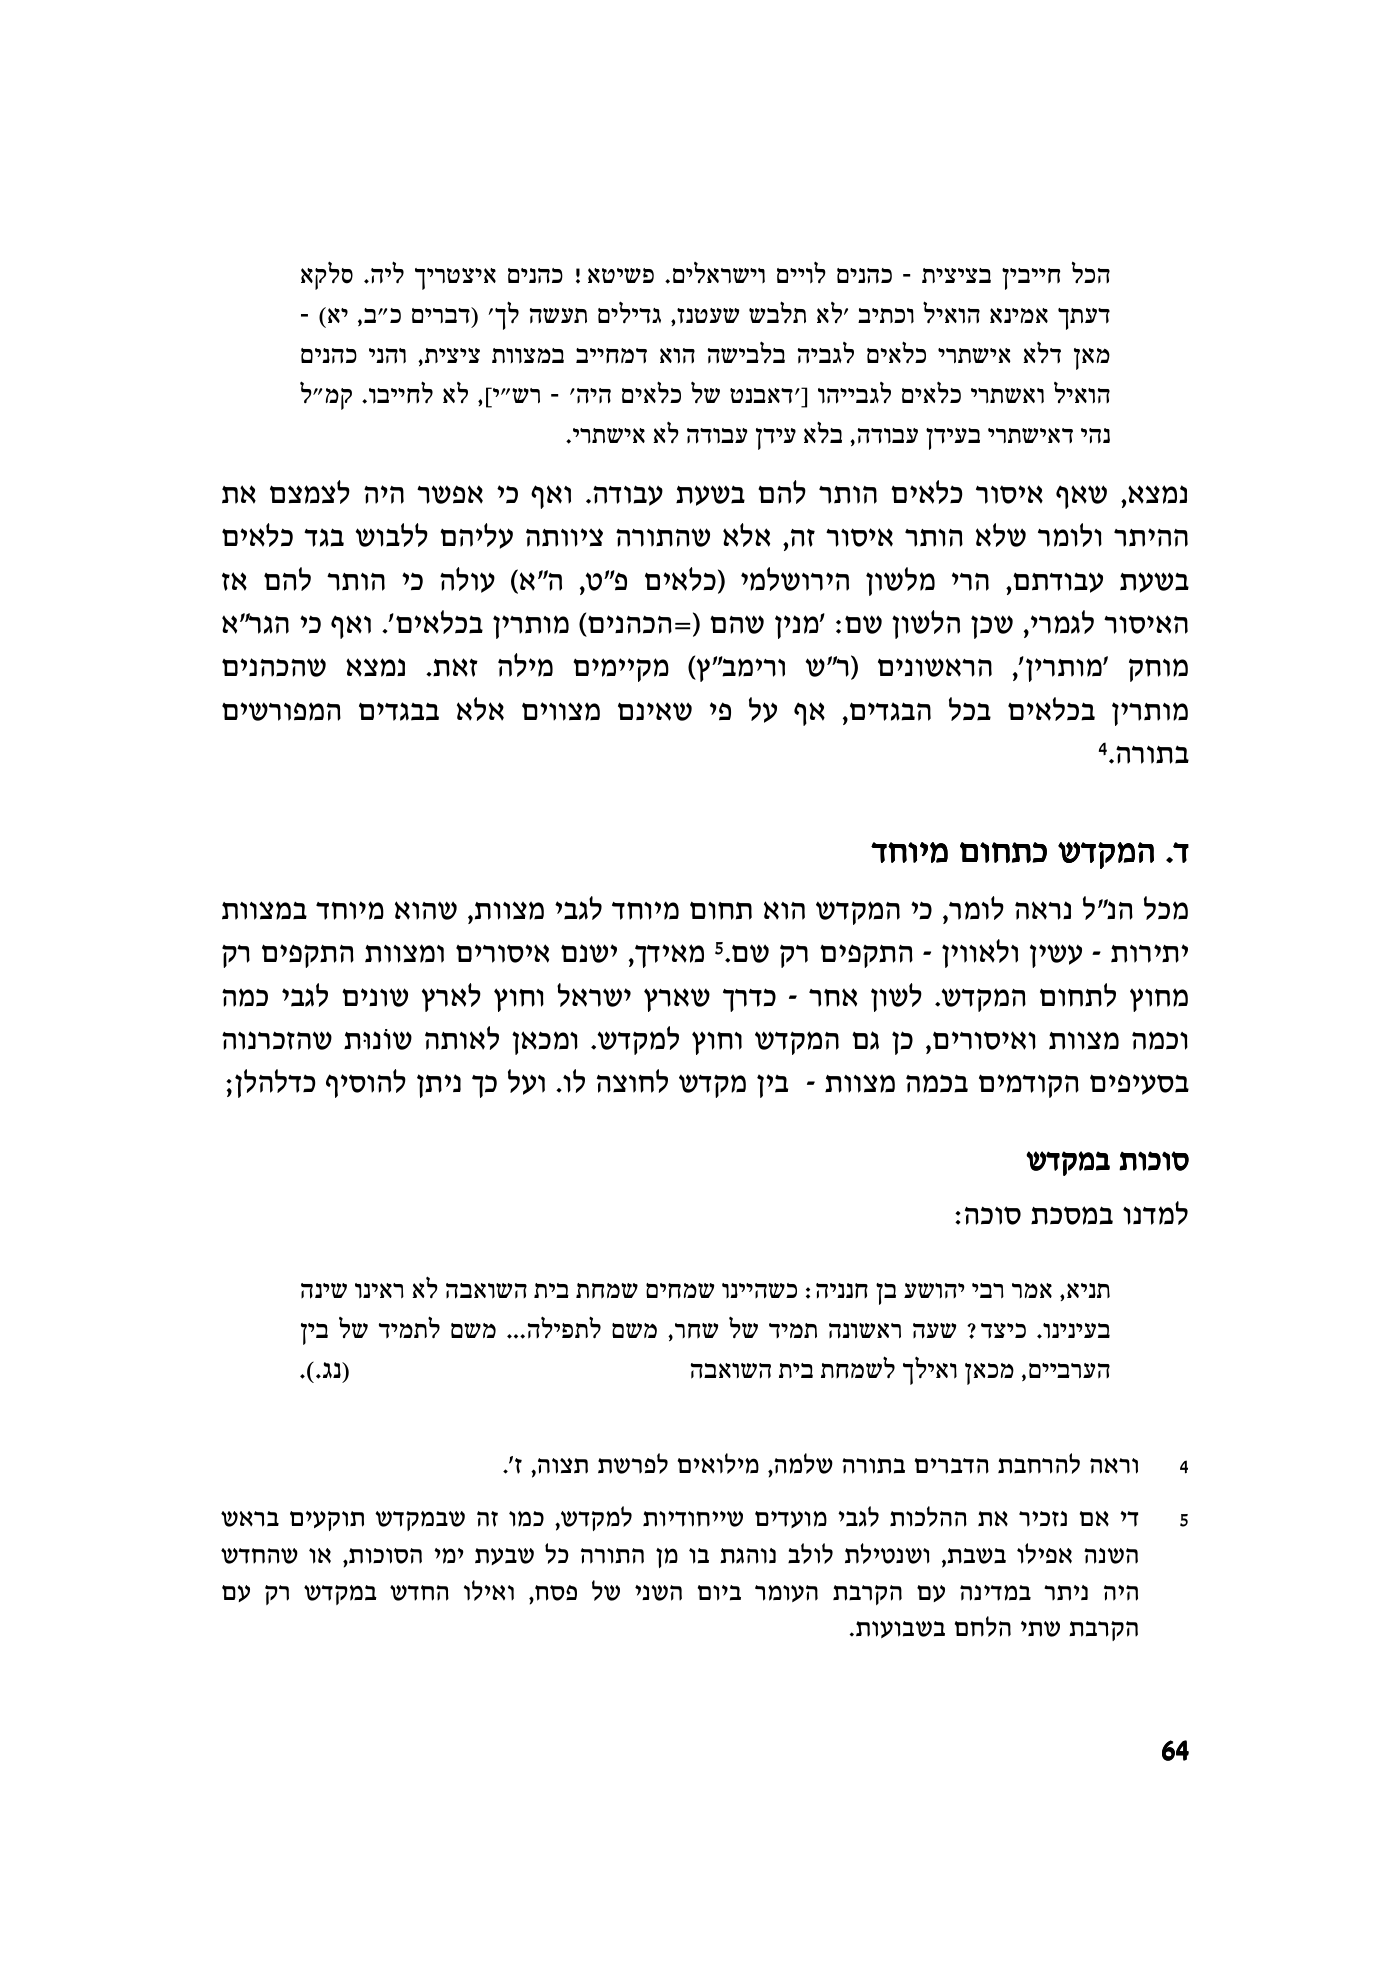 הכל חייבין בציצית - כהנים לויים וישראלים. פשיטא! כהנים איצטריך ליה. סלקא
דעתך אמינא הואיל וכתיב ׳לא תלבש שעטנז, גדילים תעשה לך׳ (דברים כ״ב, יא) -
מאן דלא אישתרי כלאים לגביה בלבישה הוא דמחייב במצוות ציצית, והני כהנים
הואיל ואשתרי כלאים לגבייהו [׳דאבנט של כלאים היה׳ - רש״י], לא לחייבו. קמ״ל
נהי דאישתרי בעידן עבודה, בלא עידן עבודה לא אישתרי.
נמצא, שאף איסור כלאים הותר להם בשעת עבודה. ואף כי אפשר היה לצמצם את
ההיתר ולומר שלא הותר איסור זה, אלא שהתורה ציוותה עליהם ללבוש בגד כלאים
בשעת עבודתם, הרי מלשון הירושלמי (כלאים פ״ט, ה״א) עולה כי הותר להם אז
האיסור לגמרי, שכן הלשון שם: ׳מנין שהם (=הכהנים) מותרין בכלאים׳. ואף כי הגר״א
מוחק ׳מותרין׳, הראשונים (ר״ש ורימב״ץ) מקיימים מילה זאת. נמצא שהכהנים
מותרין בכלאים בכל הבגדים, אף על פי שאינם מצווים אלא בבגדים המפורשים
בתורה.4
ד. המקדש כתחום מיוחד
מכל הנ״ל נראה לומר, כי המקדש הוא תחום מיוחד לגבי מצוות, שהוא מיוחד במצוות
יתירות - עשין ולאווין - התקפים רק שם.5 מאידך, ישנם איסורים ומצוות התקפים רק
מחוץ לתחום המקדש. לשון אחר - כדרך שארץ ישראל וחוץ לארץ שונים לגבי כמה
וכמה מצוות ואיסורים, כן גם המקדש וחוץ למקדש. ומכאן לאותה שׁוֹנוּת שהזכרנוה
בסעיפים הקודמים בכמה מצוות - בין מקדש לחוצה לו. ועל כך ניתן להוסיף כדלהלן;
סוכות במקדש
למדנו במסכת סוכה:
תניא, אמר רבי יהושע בן חנניה: כשהיינו שמחים שמחת בית השואבה לא ראינו שינה
בעינינו. כיצד? שעה ראשונה תמיד של שחר, משם לתפילה... משם לתמיד של בין
הערביים, מכאן ואילך לשמחת בית השואבה (נג.).
4 וראה להרחבת הדברים בתורה שלמה, מילואים לפרשת תצוה, ז׳.
5 די אם נזכיר את ההלכות לגבי מועדים שייחודיות למקדש, כמו זה שבמקדש תוקעים בראש
השנה אפילו בשבת, ושנטילת לולב נוהגת בו מן התורה כל שבעת ימי הסוכות, או שהחדש
היה ניתר במדינה עם הקרבת העומר ביום השני של פסח, ואילו החדש במקדש רק עם
הקרבת שתי הלחם בשבועות.
64